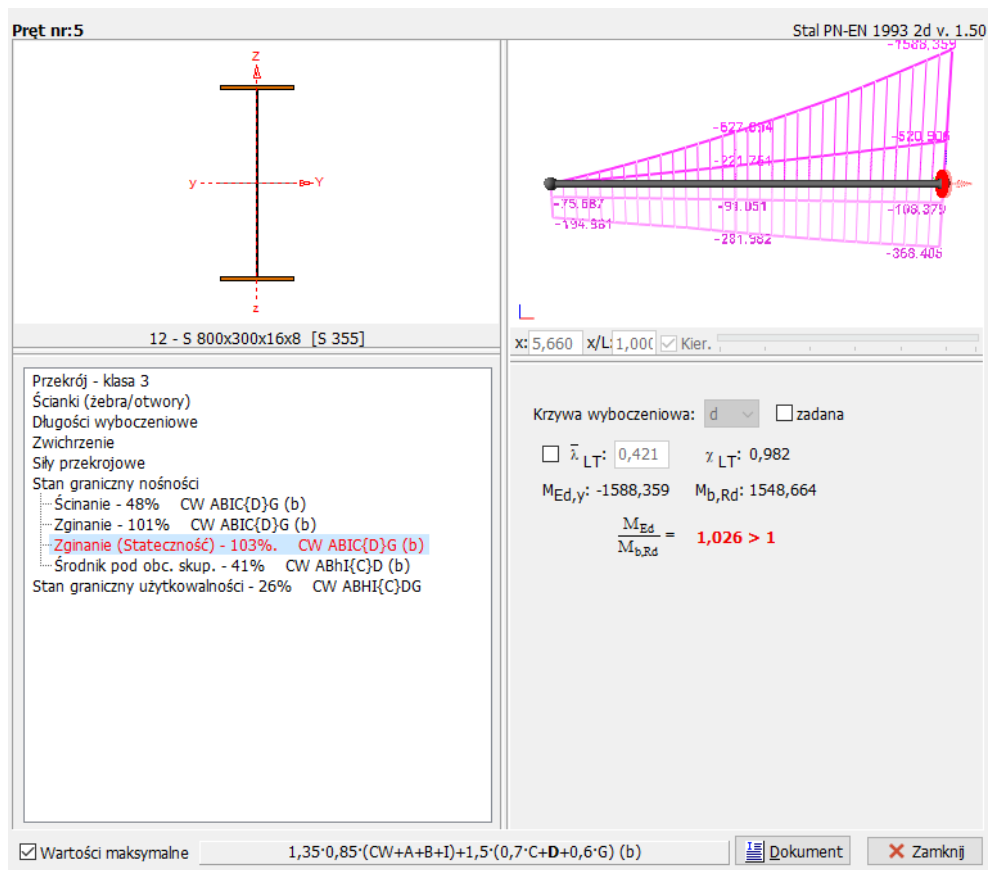 Pręt nr:5
Stal PN-EN 1993 2d v. 1.50
Z
y Y
z
12 - S 800x300x16x8 [S 355]
-1588,359
-527,694
-520,906
-221,761
-75,687
-91,051
-108,379
-194,981
-281,982
-368,405
x: 5,660 x/L: 1,000 Kier.
Przekrój - klasa 3
Ścianki (żebra/otwory)
Długości wyboczeniowe
Zwichrzenie
Siły przekrojowe
Stan graniczny nośności
Ścinanie - 48% CW ABIC{D}G (b)
Zginanie - 101% CW ABIC{D}G (b)
Zginanie (Stateczność) - 103%. CW ABIC{D}G (b)
Środnik pod obc. skup. - 41% CW ABhI{C}D (b)
Stan graniczny użytkowalności - 26% CW ABHI{C}DG
Krzywa wyboczeniowa: d zadana
λ̅ LT: 0,421 χ LT: 0,982
MEd,y: -1588,359 Mb,Rd: 1548,664
MEd
Mb,Rd
= 1,026 > 1
Wartości maksymalne
1,35·0,85·(CW+A+B+I)+1,5·(0,7·C+D+0,6·G) (b)
Dokument
Zamknij